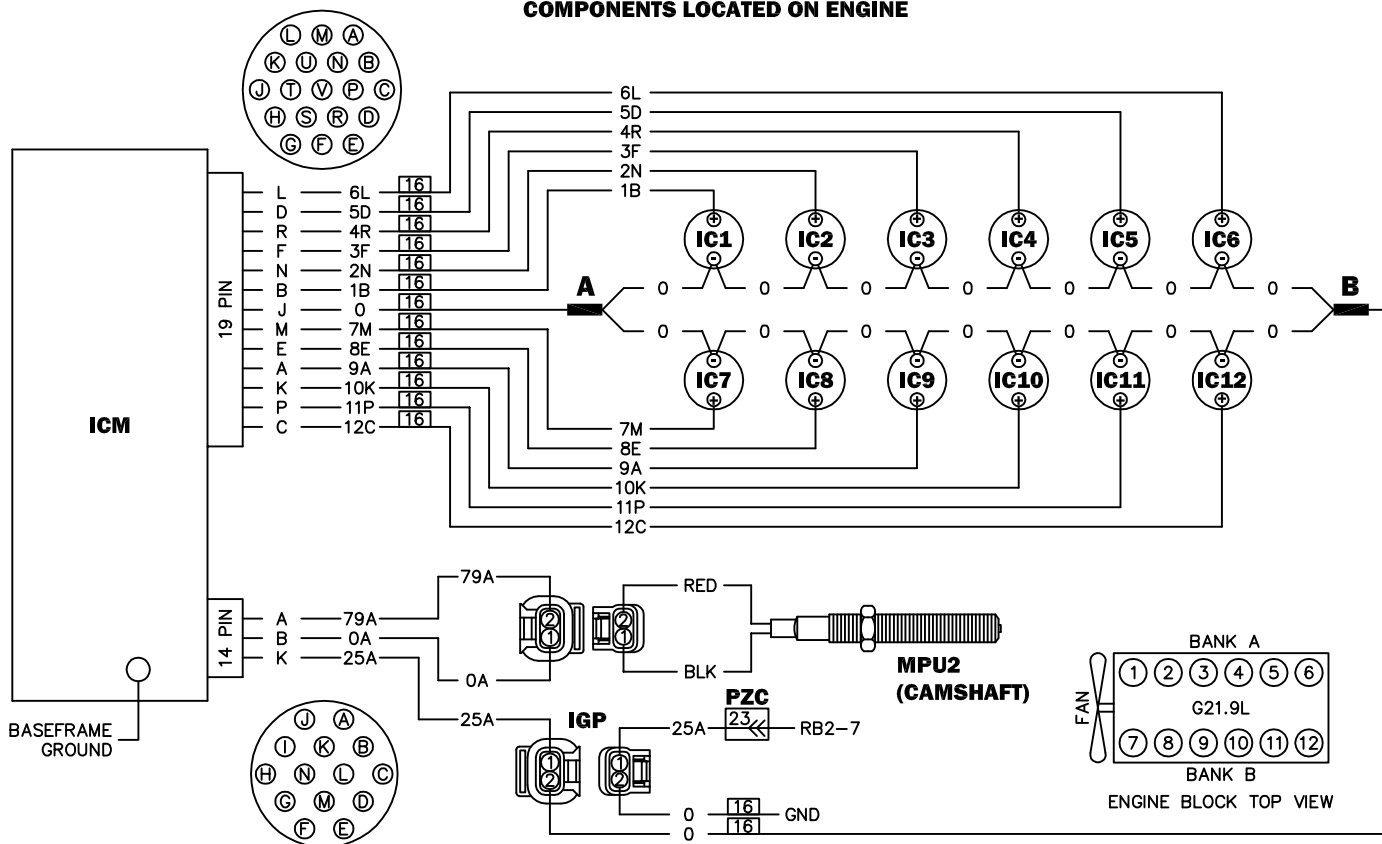 COMPONENTS LOCATED ON ENGINE
L M A
K U N B
J T V P C
H S R D
G F E
6L
5D
4R
3F
2N
1B
ICM
19 PIN
L 6L 16
D 5D 16
R 4R 16
F 3F 16
N 2N 16
B 1B 16
J 0 16
M 7M 16
E 8E 16
A 9A 16
K 10K 16
P 11P 16
C 12C 16
+ + + + + +
IC1 IC2 IC3 IC4 IC5 IC6
- - - - - -
A 0 0 0 0 0 0 0 B
0 0 0 0 0 0 0
- - - - - -
IC7 IC8 IC9 IC10 IC11 IC12
+ + + + + +
7M
8E
9A
10K
11P
12C
14 PIN
A 79A
B 0A
K 25A
79A
0A
2
1
2
1
RED
BLK
MPU2
(CAMSHAFT)
BASEFRAME
GROUND
J A
I K B
H N L C
G M D
F E
25A
IGP
1
2
1
2
PZC
25A 23 RB2-7
0 16 GND
0 16
BANK A
1 2 3 4 5 6
FAN
G21.9L
7 8 9 10 11 12
BANK B
ENGINE BLOCK TOP VIEW